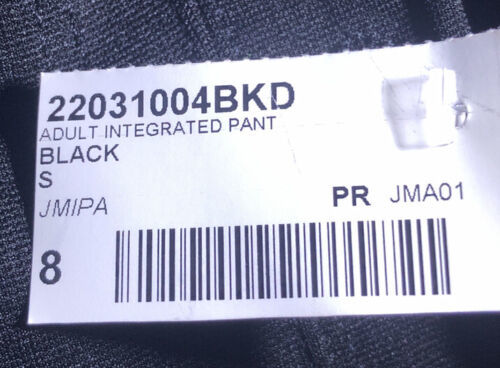 22031004BKD
ADULT INTEGRATED PANT
BLACK
S
JMIPA PR JMA01
8